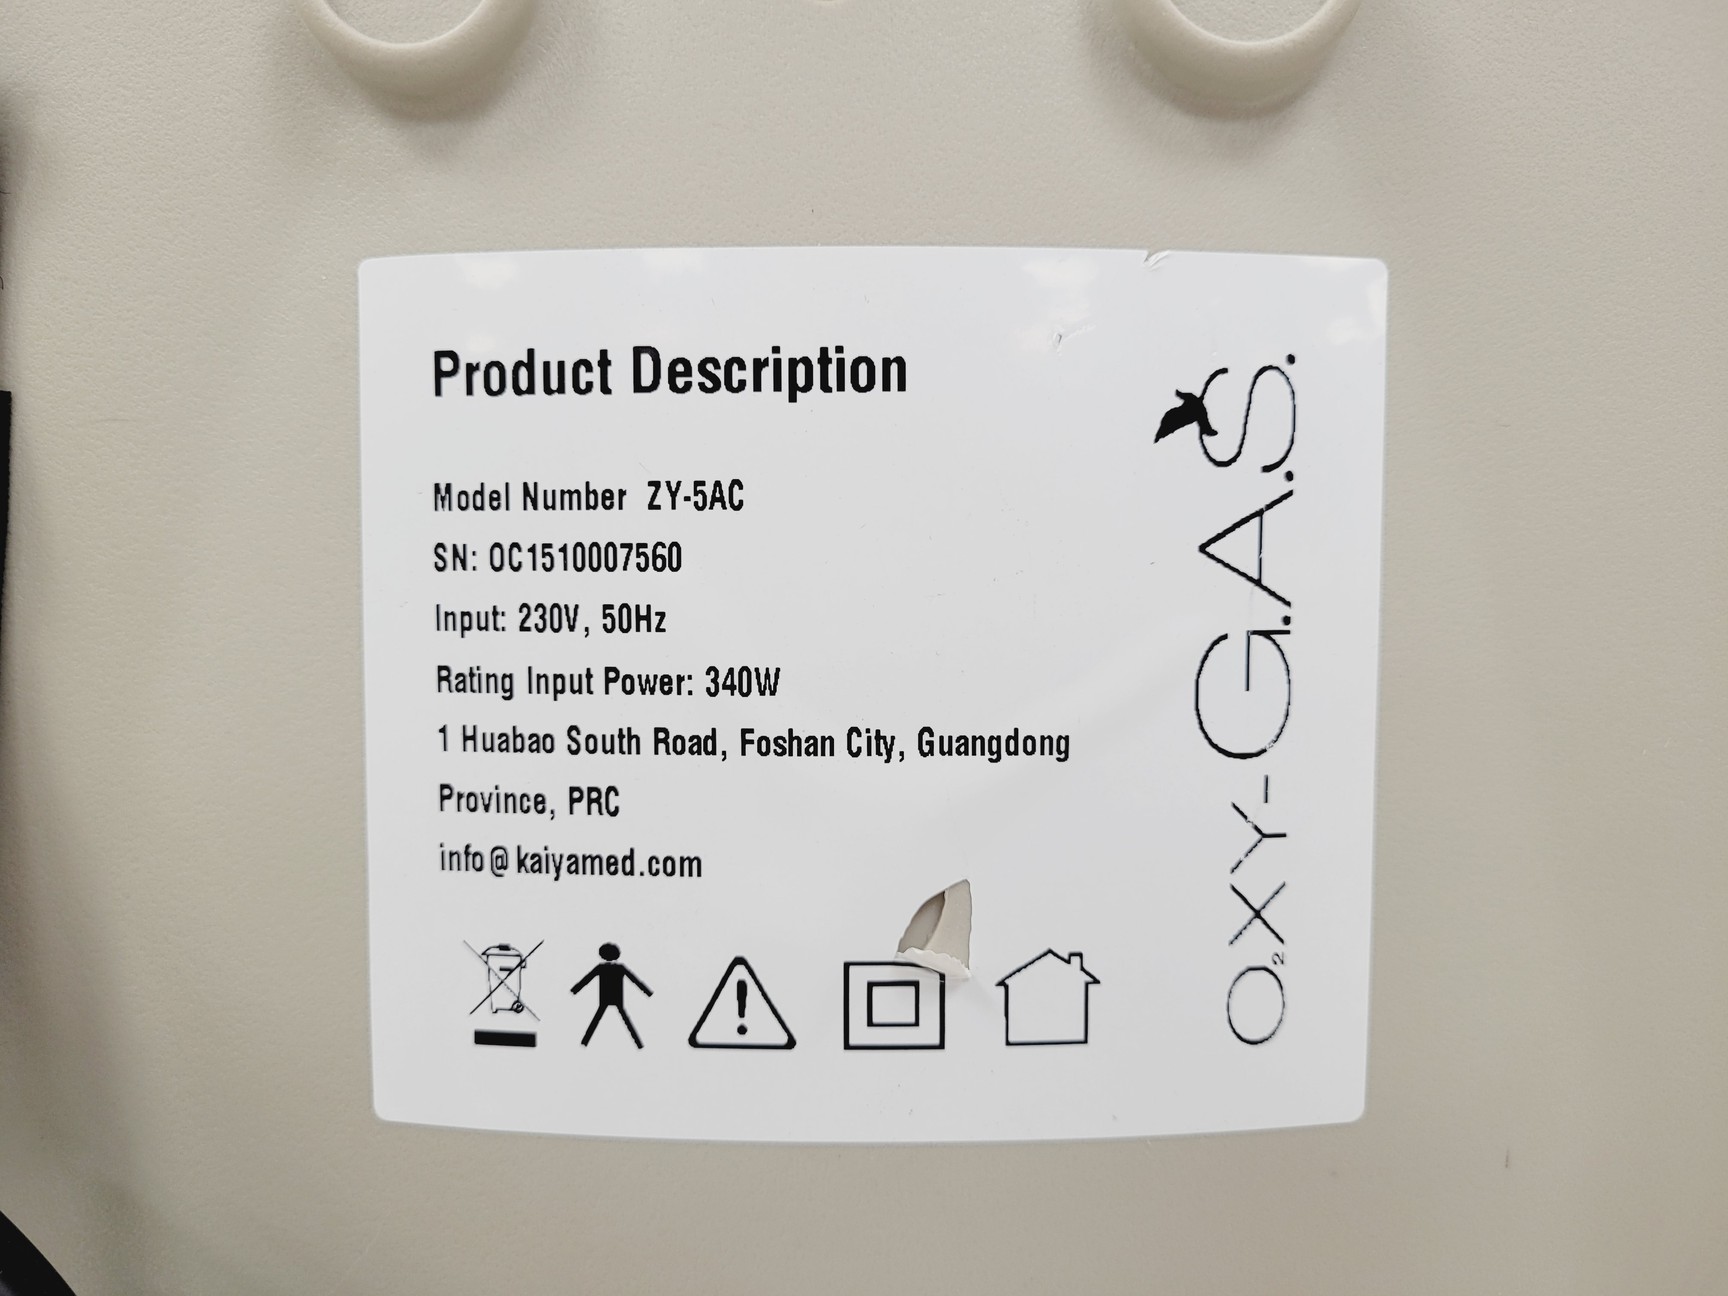 Product Description
Model Number ZY-5AC
SN: OC1510007560
Input: 230V, 50Hz
Rating Input Power: 340W
1 Huabao South Road, Foshan City, Guangdong
Province, PRC
info@kaiyamed.com
O₂XY-G.A.S.